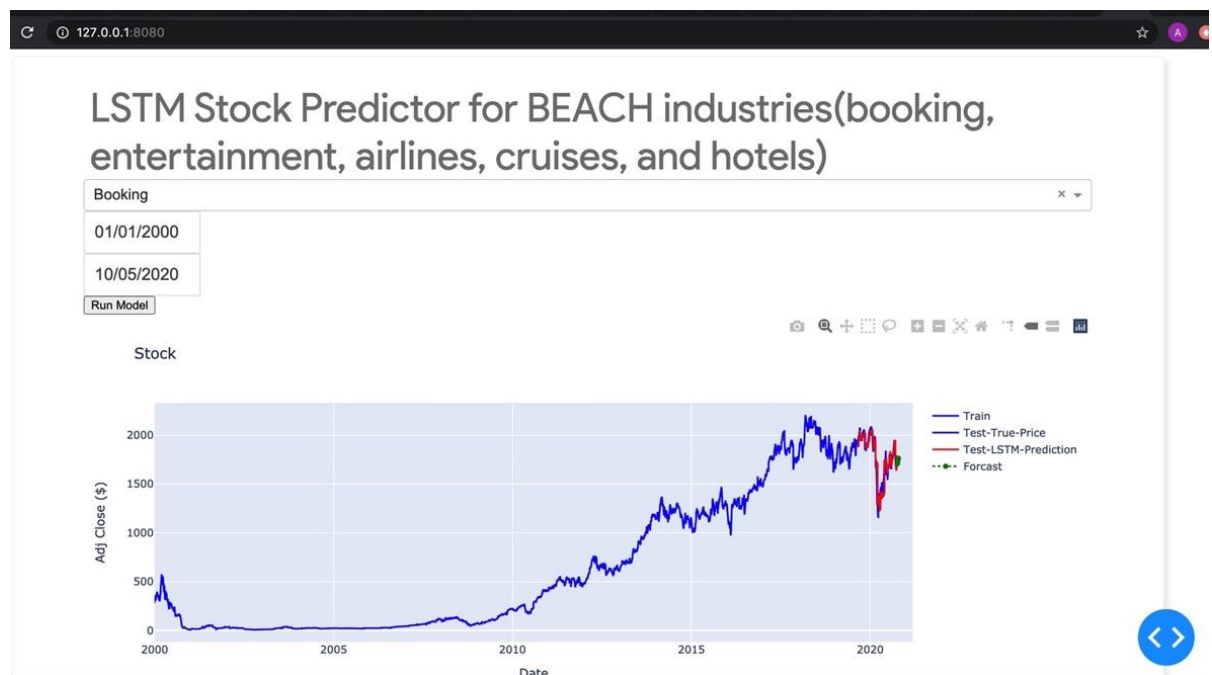 127.0.0.1:8080
A
LSTM Stock Predictor for BEACH industries(booking,
entertainment, airlines, cruises, and hotels)
Booking
01/01/2000
10/05/2020
Run Model
Stock
Train
Test-True-Price
Test-LSTM-Prediction
Forcast
Adj Close ($)
2000
1500
1000
500
0
2000 2005 2010 2015 2020
Date